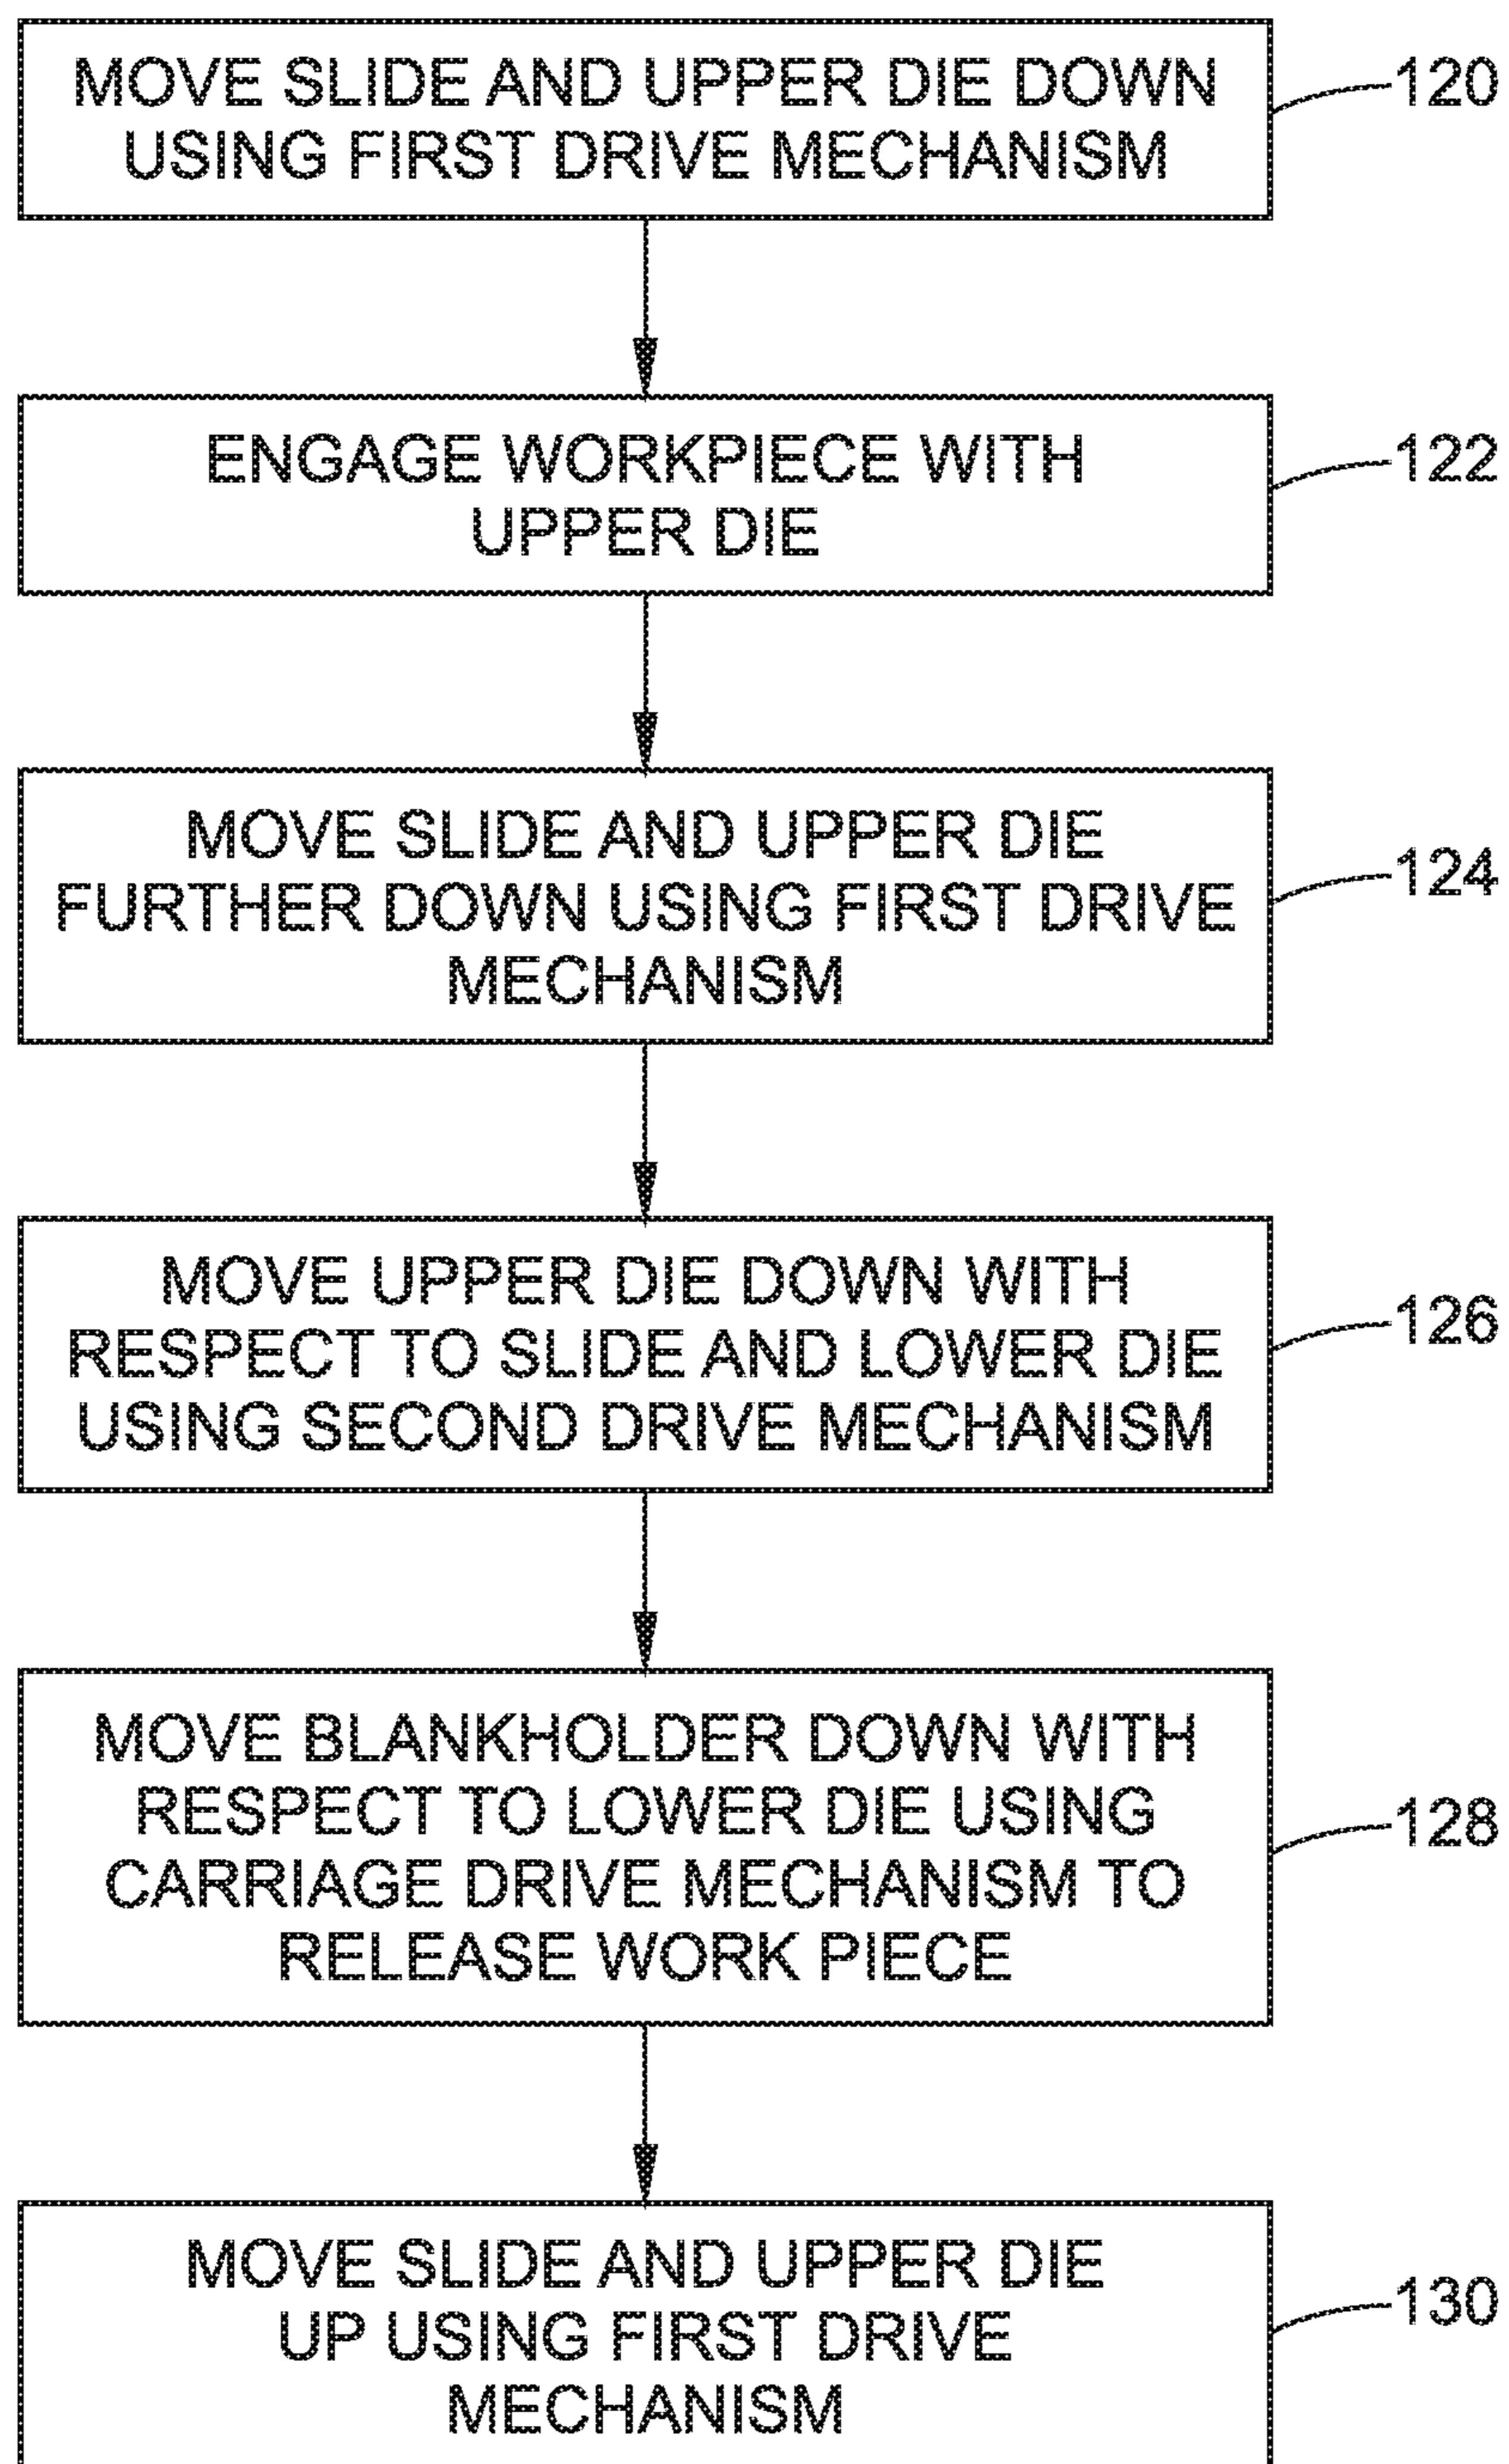 MOVE SLIDE AND UPPER DIE DOWN
USING FIRST DRIVE MECHANISM
120
ENGAGE WORKPIECE WITH
UPPER DIE
122
MOVE SLIDE AND UPPER DIE
FURTHER DOWN USING FIRST DRIVE
MECHANISM
124
MOVE UPPER DIE DOWN WITH
RESPECT TO SLIDE AND LOWER DIE
USING SECOND DRIVE MECHANISM
126
MOVE BLANKHOLDER DOWN WITH
RESPECT TO LOWER DIE USING
CARRIAGE DRIVE MECHANISM TO
RELEASE WORK PIECE
128
MOVE SLIDE AND UPPER DIE
UP USING FIRST DRIVE
MECHANISM
130